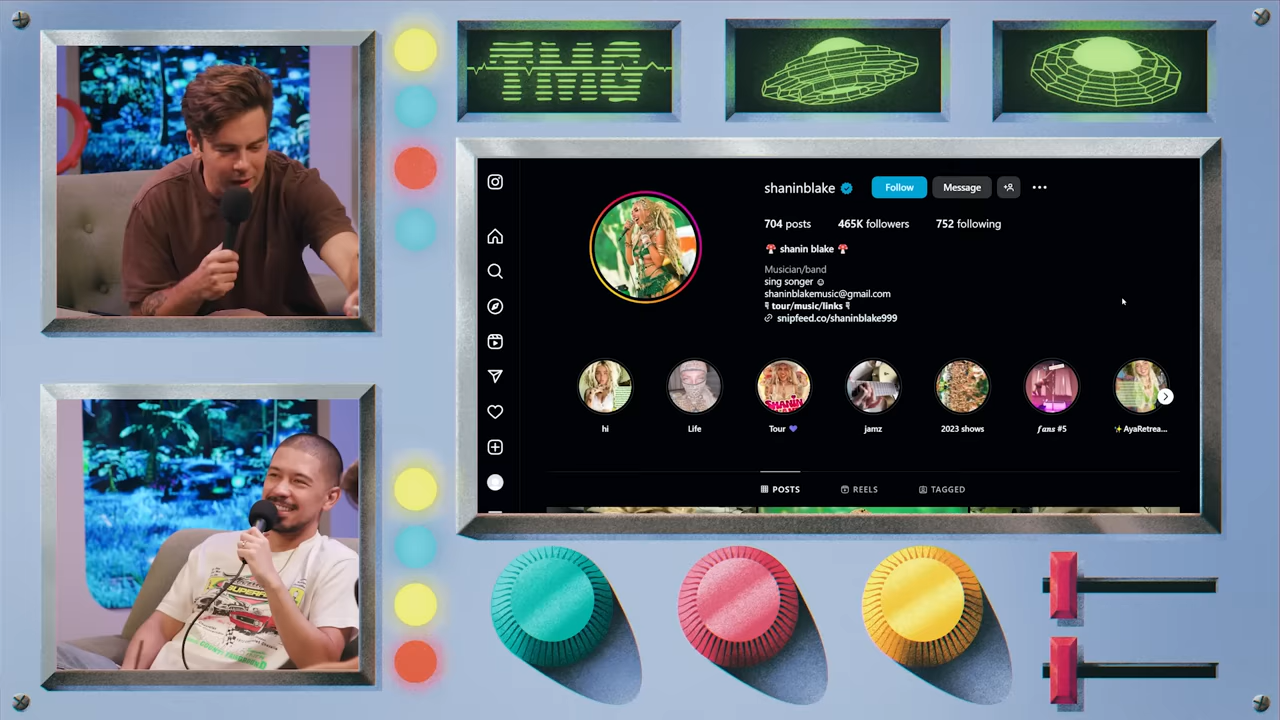 TMG
shaninblake
Follow
Message
704 posts 465K followers 752 following
🍄 shanin blake 🍄
Musician/band
sing songer ☺
shaninblakemusic@gmail.com
☟ tour/music/links ☟
snipfeed.co/shaninblake999
hi
Life
Tour 💜
jamz
2023 shows
fans #5
✨AyaRetrea...
SHANIN
POSTS
REELS
TAGGED